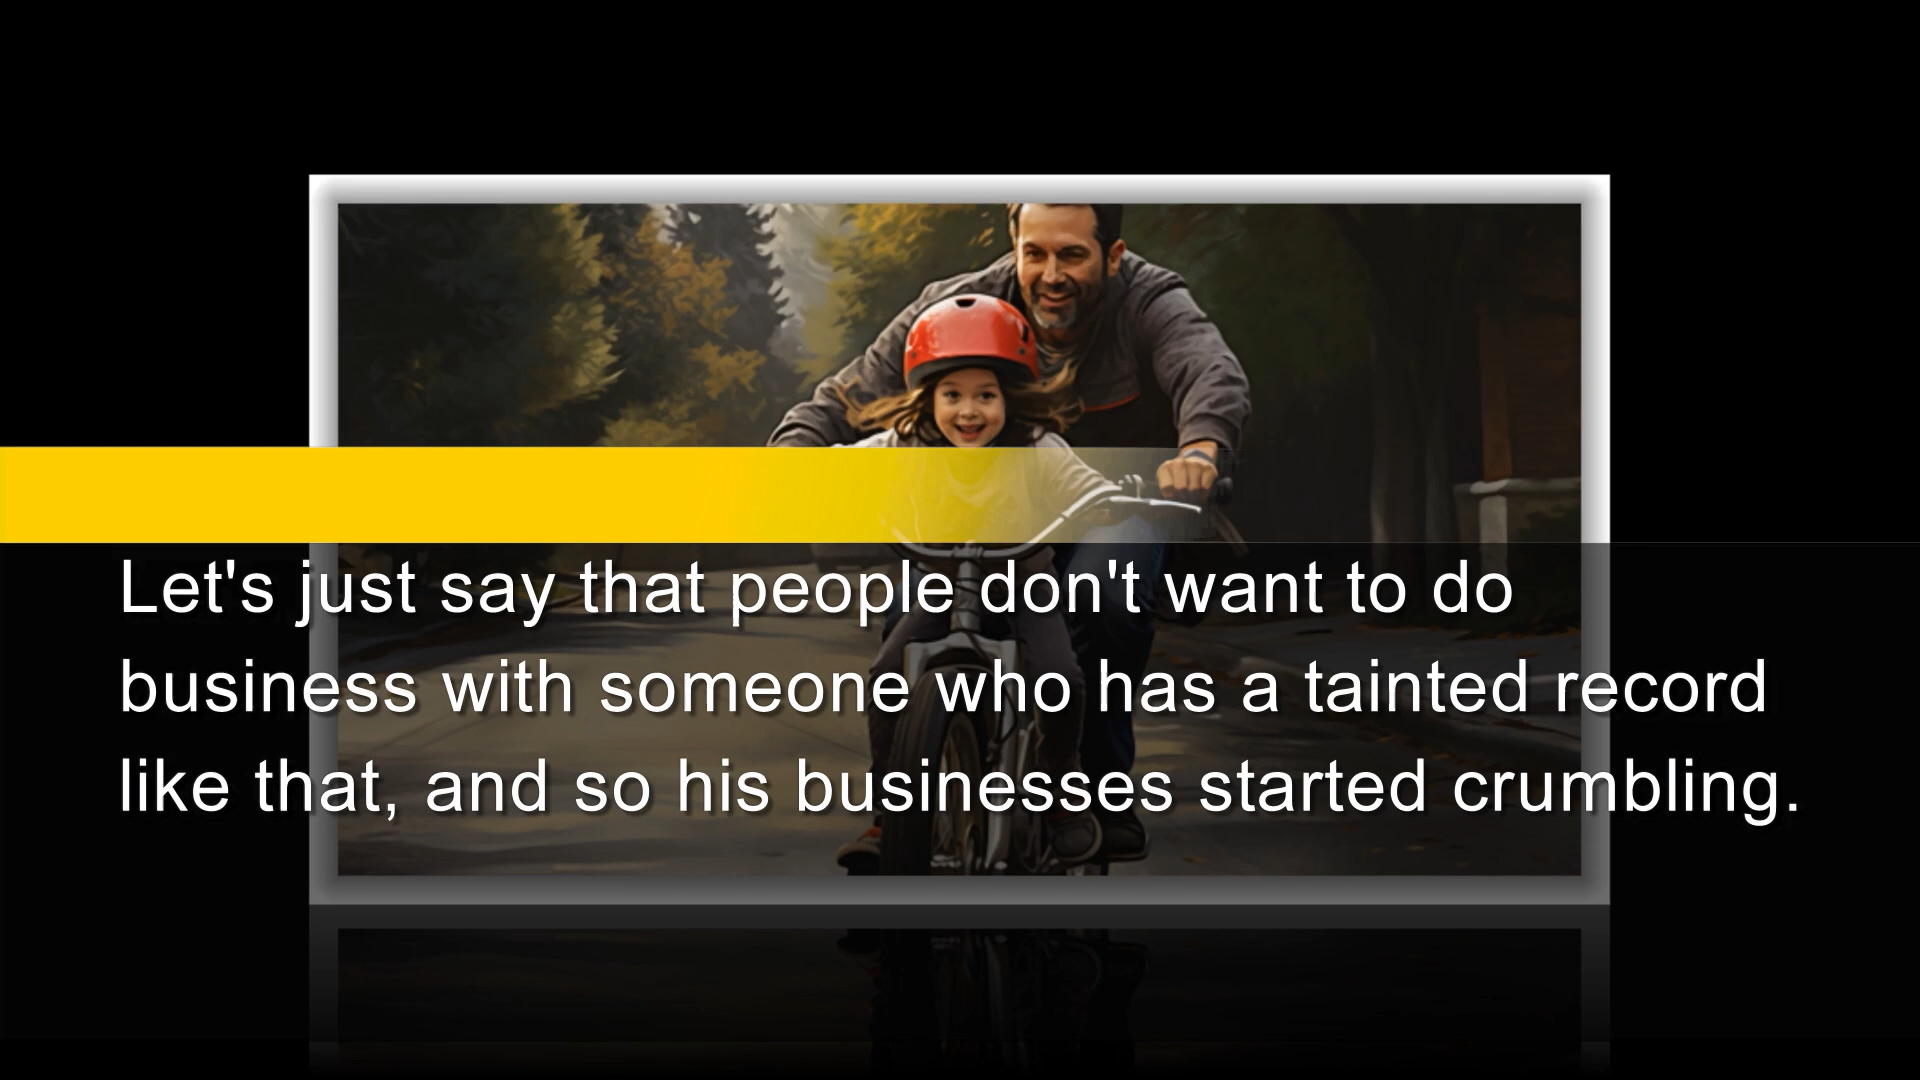 Let's just say that people don't want to do
business with someone who has a tainted record
like that, and so his businesses started crumbling.